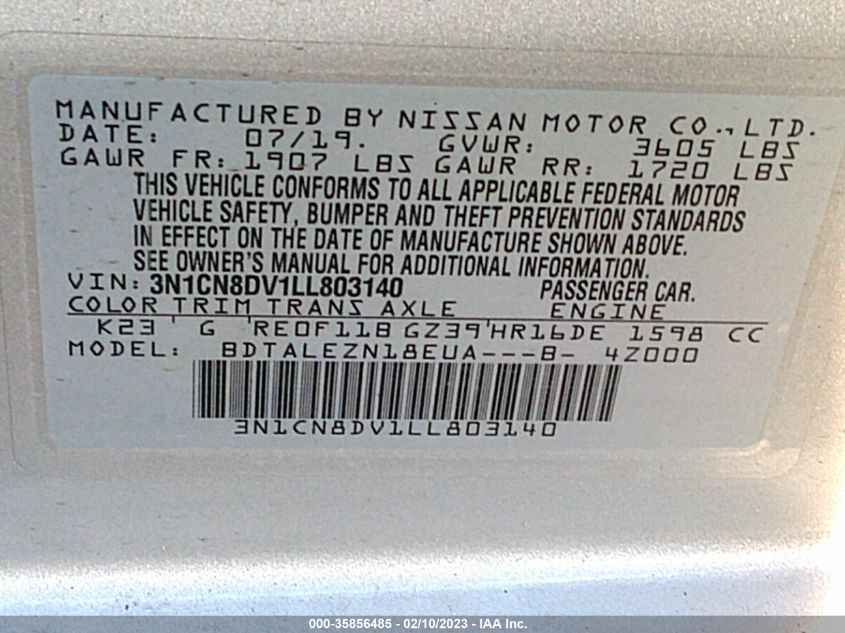 MANUFACTURED BY NISSAN MOTOR CO., LTD.
DATE: 07/19. GVWR: 3605 LBS
GAWR FR: 1907 LBS GAWR RR: 1720 LBS
THIS VEHICLE CONFORMS TO ALL APPLICABLE FEDERAL MOTOR
VEHICLE SAFETY, BUMPER AND THEFT PREVENTION STANDARDS
IN EFFECT ON THE DATE OF MANUFACTURE SHOWN ABOVE.
SEE OWNER'S MANUAL FOR ADDITIONAL INFORMATION.
VIN: 3N1CN8DV1LL803140 PASSENGER CAR.
COLOR TRIM TRANS AXLE ENGINE
K23 G RE0F11B GZ39 HR16DE 1598 CC
MODEL: BDTALEZN18EUA---B- 4Z000
3N1CN8DV1LL803140
000-35856485 - 02/10/2023 - IAA Inc.